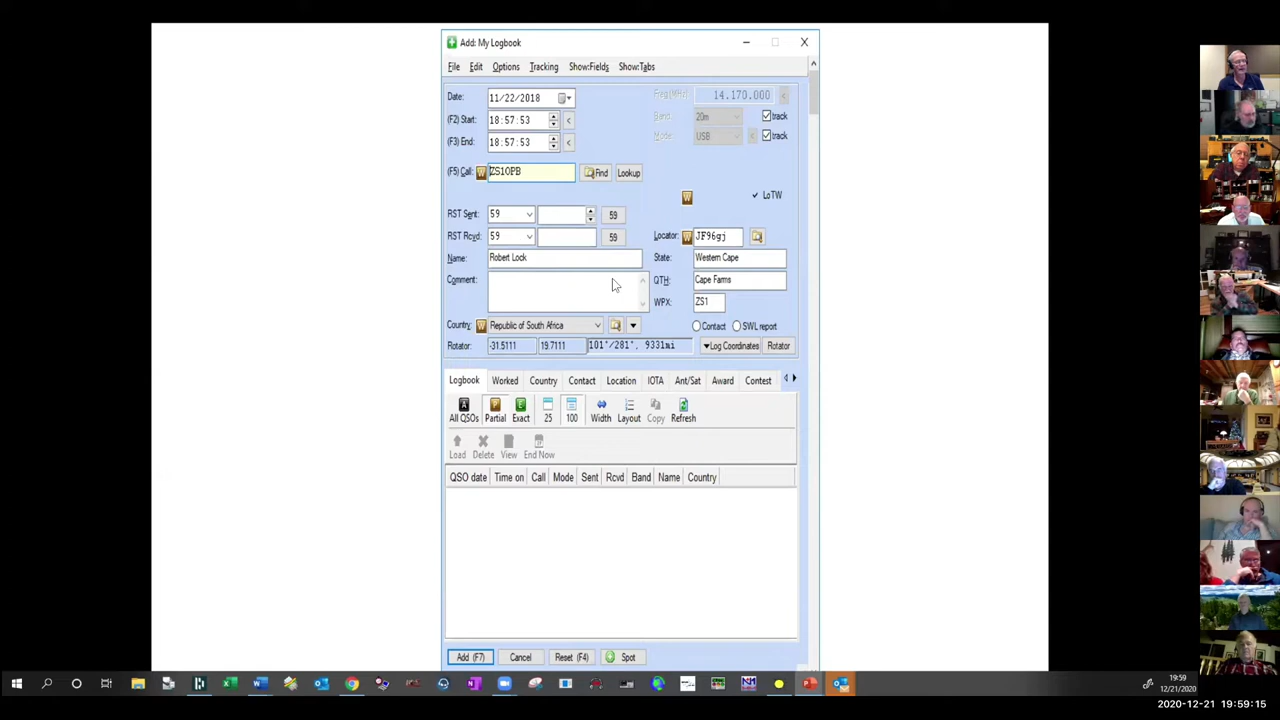 Add: My Logbook
File Edit Options Tracking Show:Fields Show:Tabs
Date: 11/22/2018 Freq (MHz) 14.170.000
(F2) Start: 18:57:53 < Band: 20m track
(F3) End: 18:57:53 < Mode: USB < track
(F5) Call: W ZS1OPB Find Lookup
W LoTW
RST Sent: 59 59
RST Rcvd: 59 59 Locator: W JF96gj
Name: Robert Lock State: Western Cape
Comment: QTH: Cape Farms
WPX: ZS1
Country: W Republic of South Africa Contact SWL report
Rotator: -31.5111 19.7111 101°/281°, 9331mi Log Coordinates Rotator
Logbook Worked Country Contact Location IOTA Ant/Sat Award Contest
All QSOs Partial Exact 25 100 Width Layout Copy Refresh
Load Delete View End Now
QSO date Time on Call Mode Sent Rcvd Band Name Country
Add (F7) Cancel Reset (F4) Spot
19:59
12/21/2020
2020-12-21 19:59:15